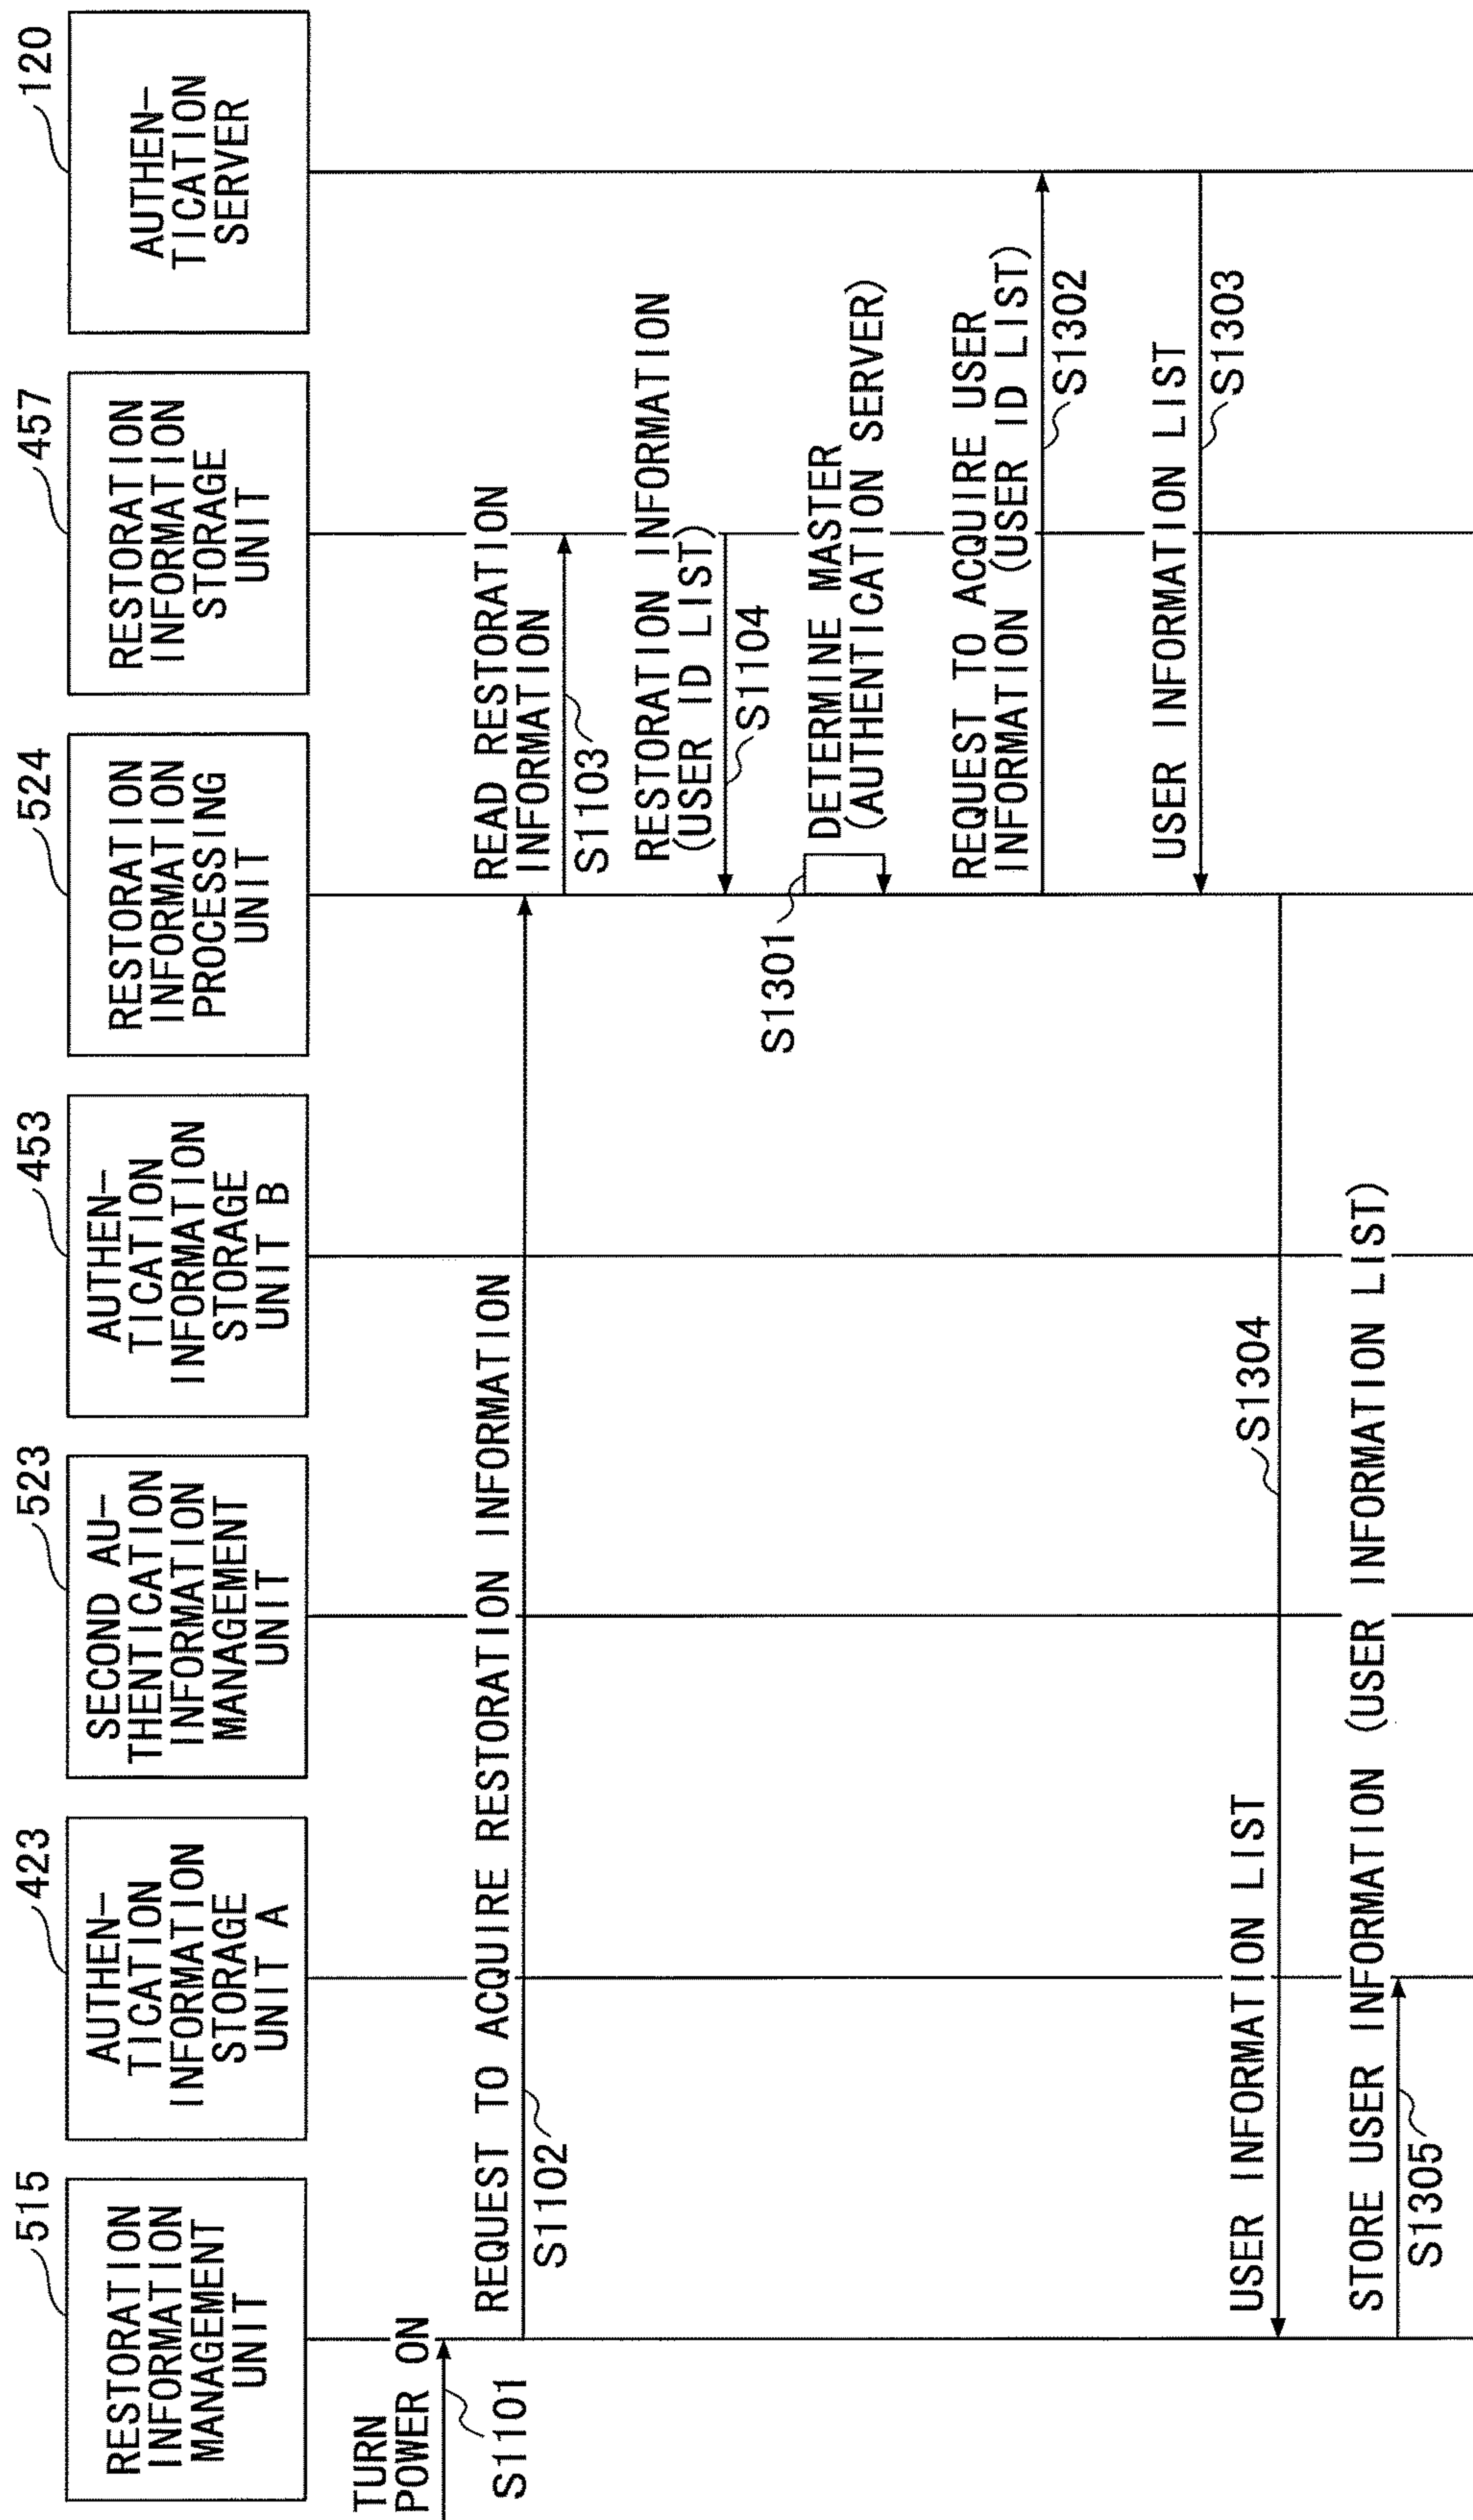 515
RESTORATION
INFORMATION
MANAGEMENT
UNIT
423
AUTHEN-
TICATION
INFORMATION
STORAGE
UNIT A
523
SECOND AU-
THENTICATION
INFORMATION
MANAGEMENT
UNIT
453
AUTHEN-
TICATION
INFORMATION
STORAGE
UNIT B
524
RESTORATION
INFORMATION
PROCESSING
UNIT
457
RESTORATION
INFORMATION
STORAGE
UNIT
120
AUTHEN-
TICATION
SERVER
TURN
POWER ON
S1101
REQUEST TO ACQUIRE RESTORATION INFORMATION
S1102
READ RESTORATION
INFORMATION
S1103
RESTORATION INFORMATION
(USER ID LIST)
S1104
S1301
DETERMINE MASTER
(AUTHENTICATION SERVER)
REQUEST TO ACQUIRE USER
INFORMATION (USER ID LIST)
S1302
USER INFORMATION LIST
S1303
USER INFORMATION LIST
S1304
STORE USER INFORMATION (USER INFORMATION LIST)
S1305